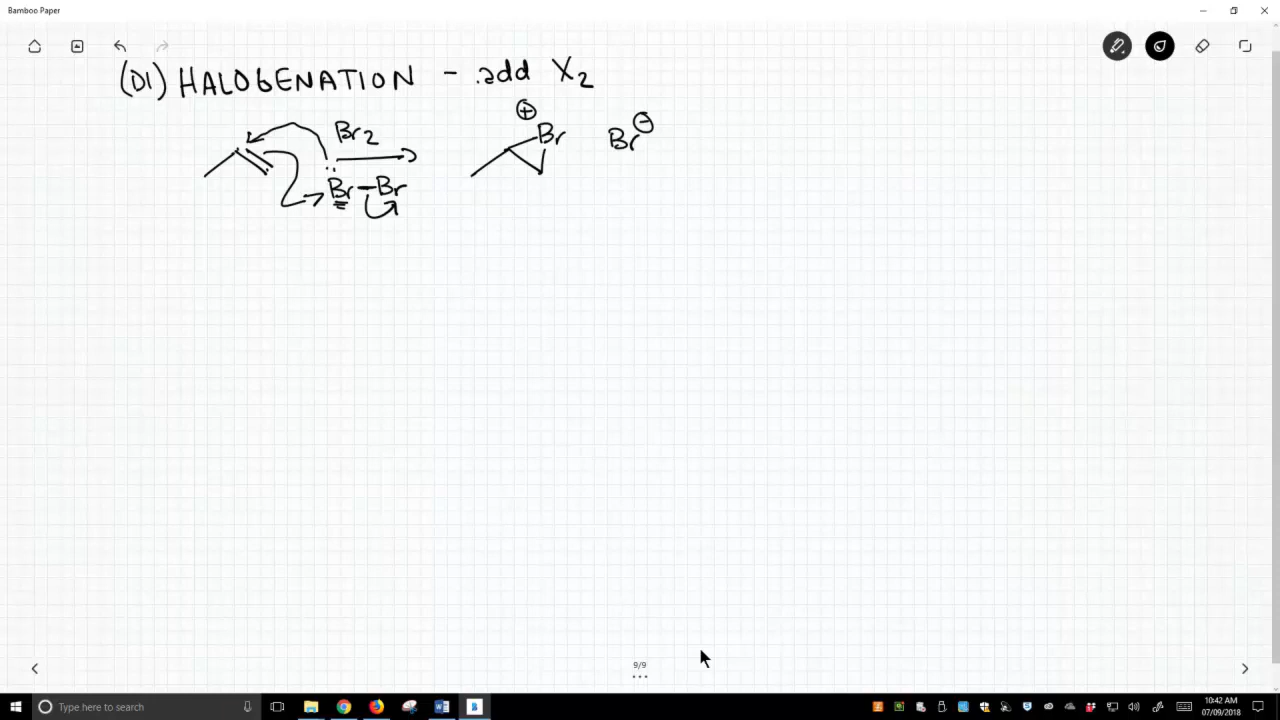 Bamboo Paper
(DI) HALOGENATION - add X2
Br2
⊕
Br
Br⊖
Br-Br
9/9
Type here to search
10:42 AM
07/09/2018